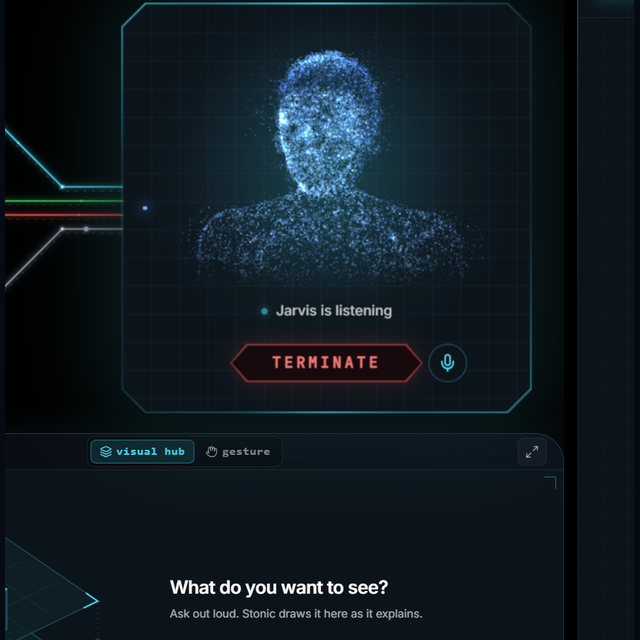 Jarvis is listening
TERMINATE
visual hub
gesture
What do you want to see?
Ask out loud. Stonic draws it here as it explains.